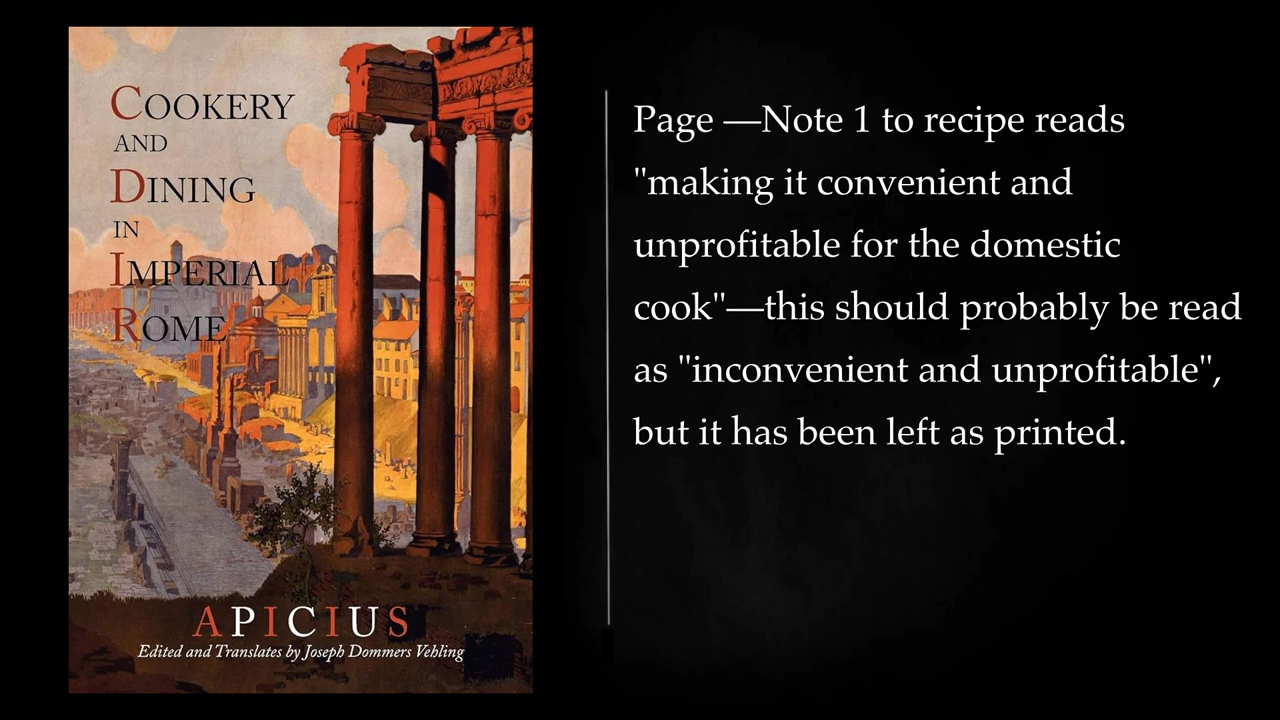 COOKERY
AND
DINING
IN
IMPERIAL
ROME
APICIUS
Edited and Translates by Joseph Dommers Vehling
Page —Note 1 to recipe reads
"making it convenient and
unprofitable for the domestic
cook"—this should probably be read
as "inconvenient and unprofitable",
but it has been left as printed.